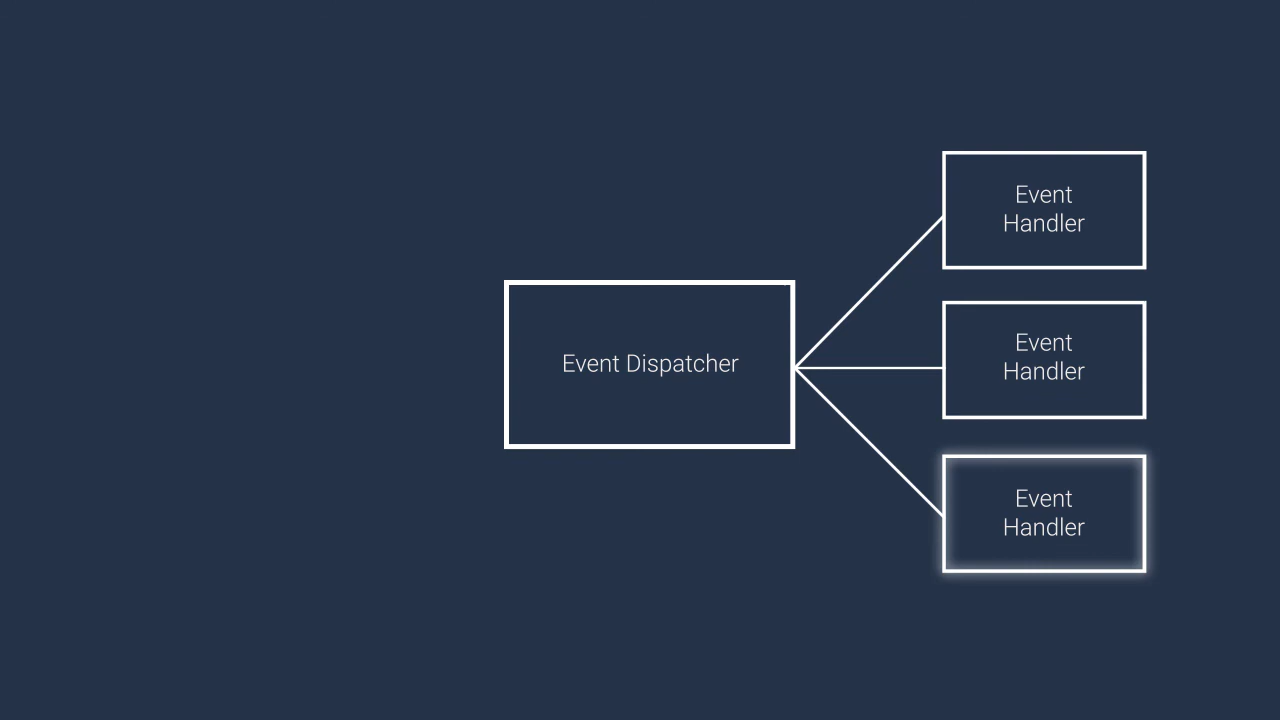 Event Dispatcher
Event
Handler
Event
Handler
Event
Handler